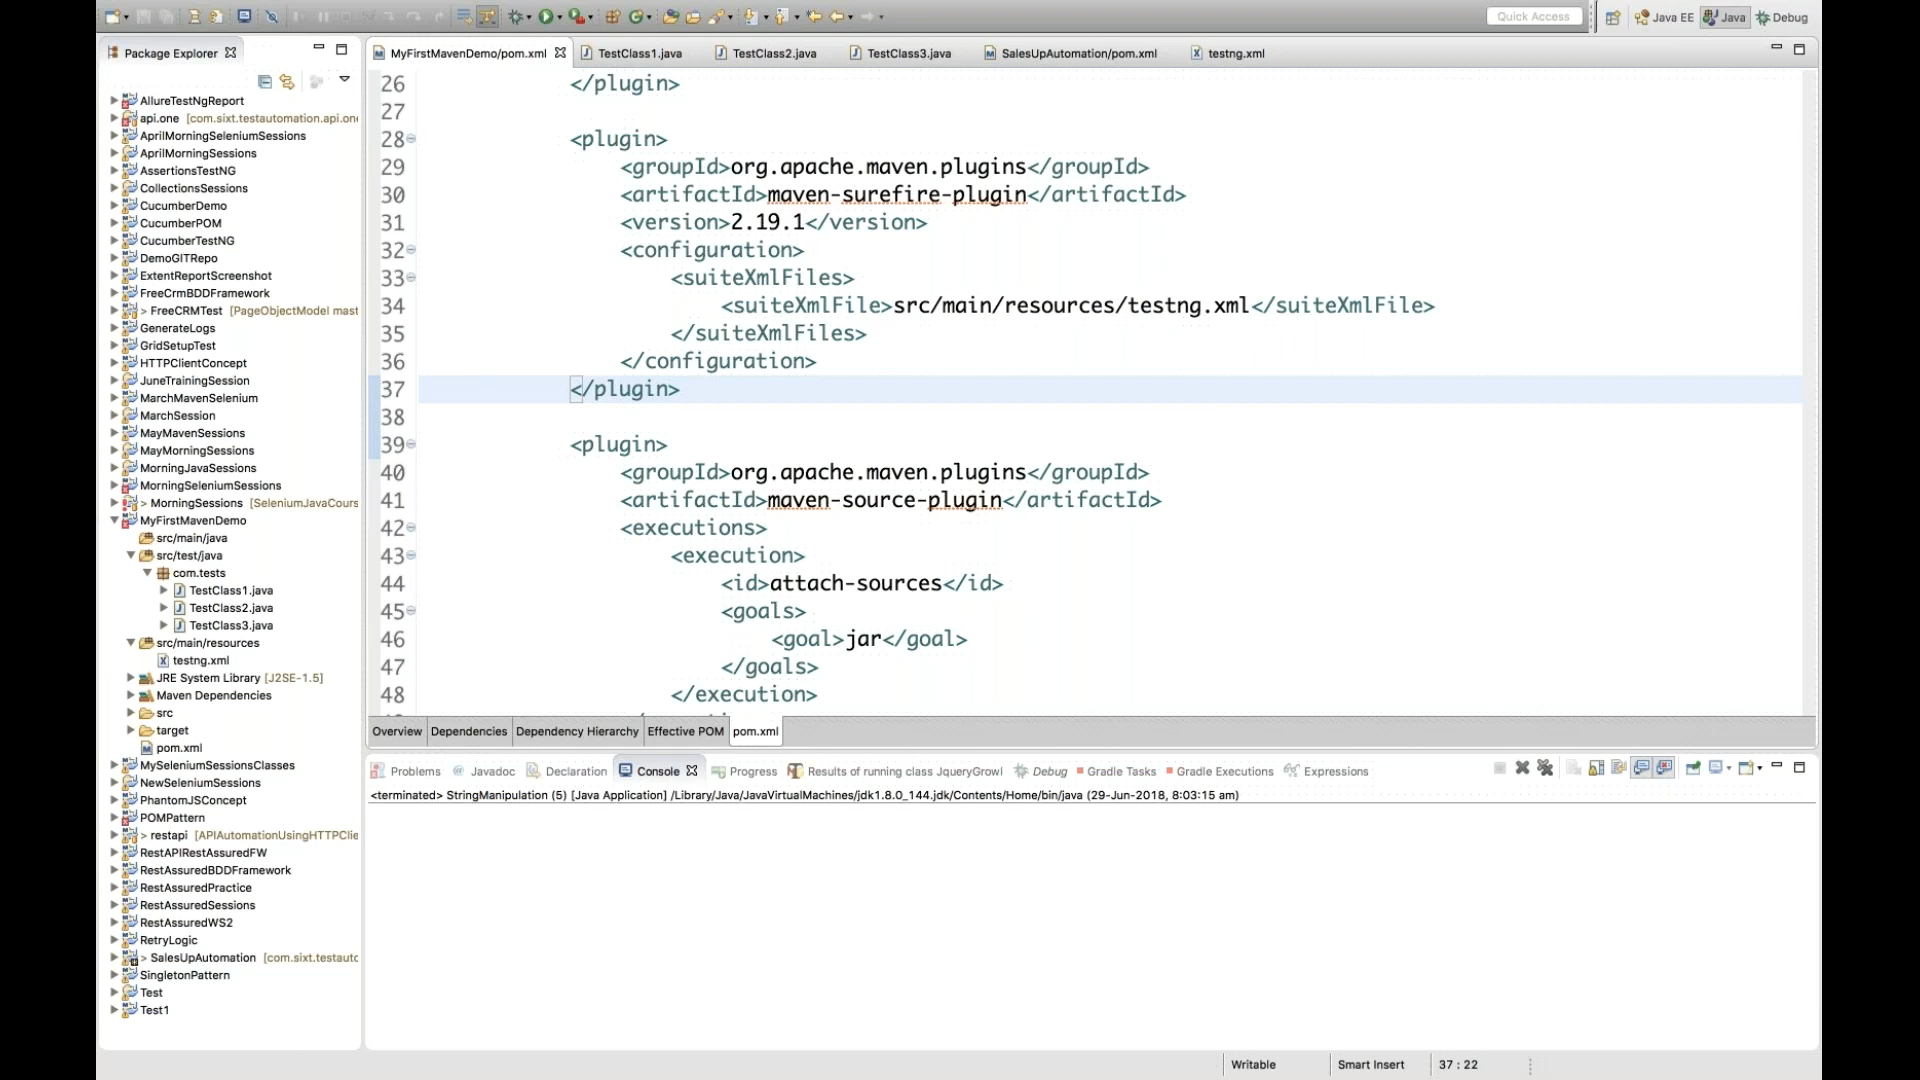 Quick Access
Java EE
Java
Debug
Package Explorer
MyFirstMavenDemo/pom.xml
TestClass1.java
TestClass2.java
TestClass3.java
SalesUpAutomation/pom.xml
testng.xml
AllureTestNgReport
api.one [com.sixt.testautomation.api.one
AprilMorningSeleniumSessions
AprilMorningSessions
AssertionsTestNG
CollectionsSessions
CucumberDemo
CucumberPOM
CucumberTestNG
DemoGITRepo
ExtentReportScreenshot
FreeCrmBDDFramework
> FreeCRMTest [PageObjectModel mast
GenerateLogs
GridSetupTest
HTTPClientConcept
JuneTrainingSession
MarchMavenSelenium
MarchSession
MayMavenSessions
MayMorningSessions
MorningJavaSessions
MorningSeleniumSessions
> MorningSessions [SeleniumJavaCours
MyFirstMavenDemo
src/main/java
src/test/java
com.tests
TestClass1.java
TestClass2.java
TestClass3.java
src/main/resources
testng.xml
JRE System Library [J2SE-1.5]
Maven Dependencies
src
target
pom.xml
MySeleniumSessionsClasses
NewSeleniumSessions
PhantomJSConcept
POMPattern
> restapi [APIAutomationUsingHTTPClie
RestAPIRestAssuredFW
RestAssuredBDDFramework
RestAssuredPractice
RestAssuredSessions
RestAssuredWS2
RetryLogic
> SalesUpAutomation [com.sixt.testautc
SingletonPattern
Test
Test1
26 </plugin>
27
28 <plugin>
29 <groupId>org.apache.maven.plugins</groupId>
30 <artifactId>maven-surefire-plugin</artifactId>
31 <version>2.19.1</version>
32 <configuration>
33 <suiteXmlFiles>
34 <suiteXmlFile>src/main/resources/testng.xml</suiteXmlFile>
35 </suiteXmlFiles>
36 </configuration>
37 </plugin>
38
39 <plugin>
40 <groupId>org.apache.maven.plugins</groupId>
41 <artifactId>maven-source-plugin</artifactId>
42 <executions>
43 <execution>
44 <id>attach-sources</id>
45 <goals>
46 <goal>jar</goal>
47 </goals>
48 </execution>
Overview
Dependencies
Dependency Hierarchy
Effective POM
pom.xml
Problems
Javadoc
Declaration
Console
Progress
Results of running class JqueryGrowl
Debug
Gradle Tasks
Gradle Executions
Expressions
<terminated> StringManipulation (5) [Java Application] /Library/Java/JavaVirtualMachines/jdk1.8.0_144.jdk/Contents/Home/bin/java (29-Jun-2018, 8:03:15 am)
Writable
Smart Insert
37 : 22